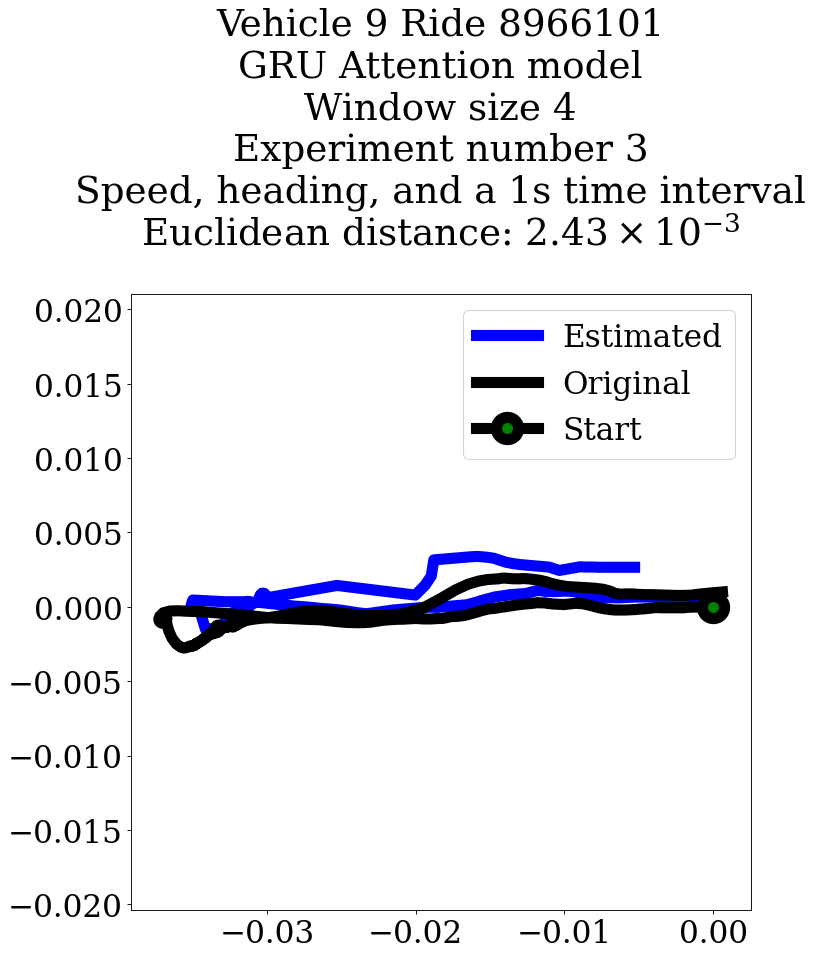 Vehicle 9 Ride 8966101
GRU Attention model
Window size 4
Experiment number 3
Speed, heading, and a 1s time interval
Euclidean distance: 2.43 × 10⁻³
0.020
0.015
0.010
0.005
0.000
−0.005
−0.010
−0.015
−0.020
Estimated
Original
Start
−0.03
−0.02
−0.01
0.00